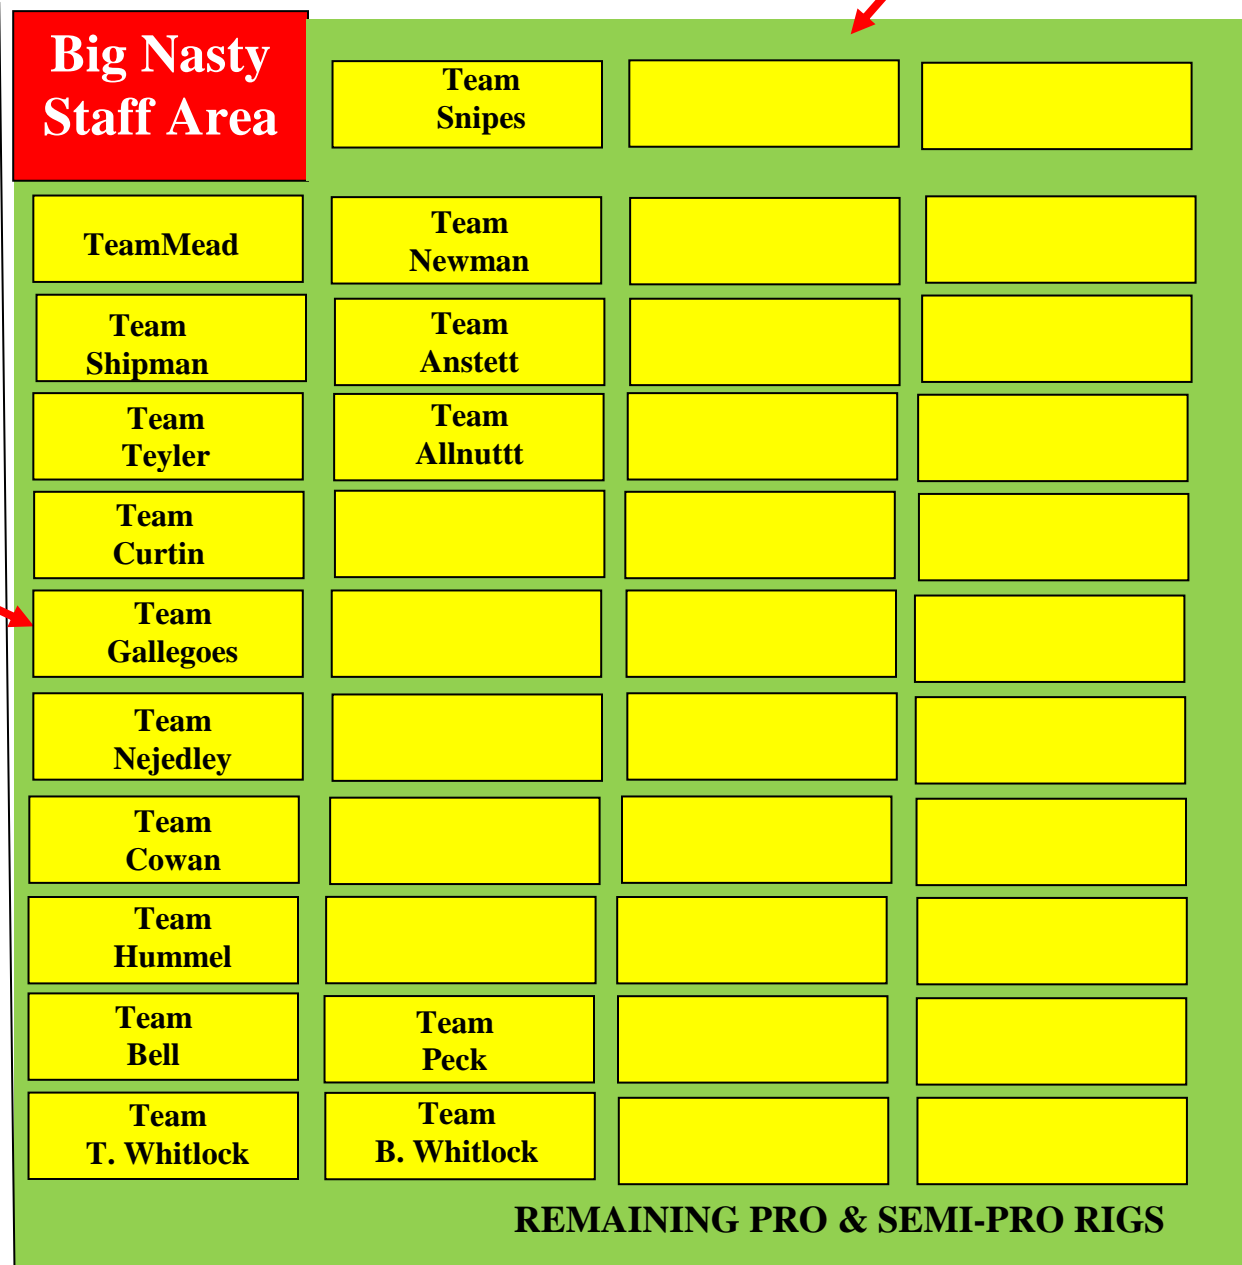 Big Nasty
Staff Area
Team
Snipes
TeamMead
Team
Newman
Team
Shipman
Team
Anstett
Team
Teyler
Team
Allnuttt
Team
Curtin
Team
Gallegoes
Team
Nejedley
Team
Cowan
Team
Hummel
Team
Bell
Team
Peck
Team
T. Whitlock
Team
B. Whitlock
REMAINING PRO & SEMI-PRO RIGS